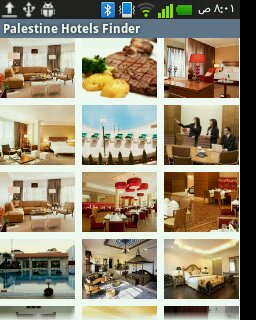 ٨:٠١ ص
Palestine Hotels Finder